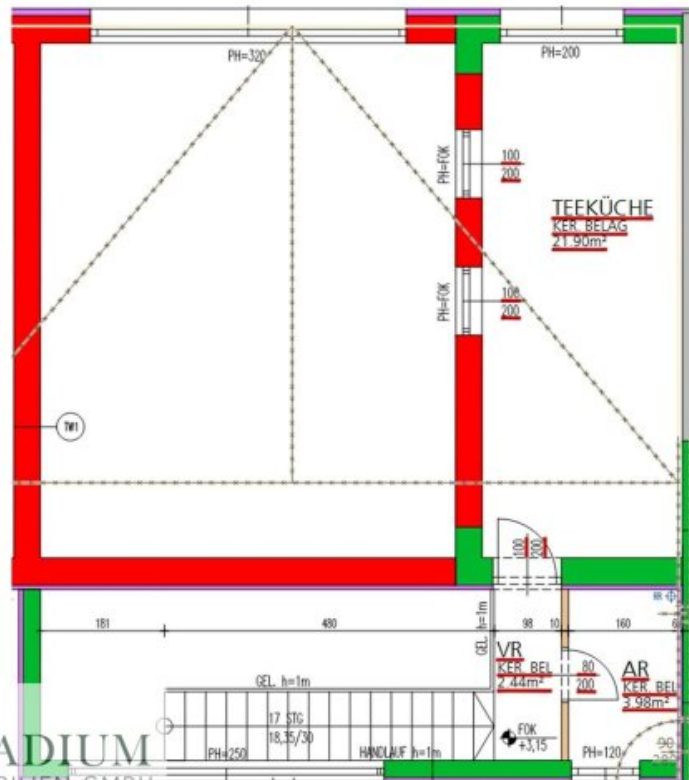 PH=320
PH=200
PH=FOK
100
200
TEEKÜCHE
KER. BELAG
21.90m²
PH=FOK
100
200
TW1
100
200
181
480
GEL. h=1m
98
10
160
6
VR
KER. BEL
2.44m²
80
200
AR
KER. BEL
3.98m²
GEL. h=1m
17 STG
18,35/30
FOK
+3,15
PH=250
HANDLAUF h=1m
PH=120
90
ADIUM